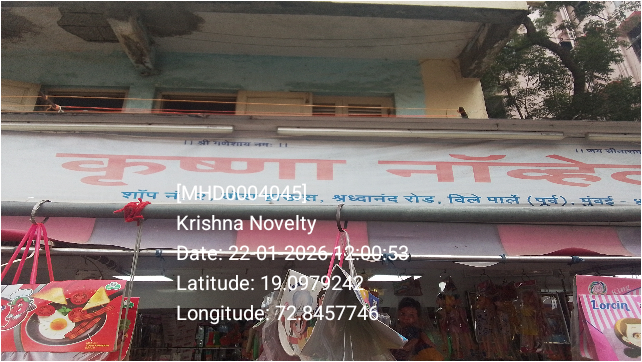 ।। श्री गणेशाय नमः ।।
।। जय सीताराम
कृष्णा नॉव्हे
शॉप नं श्रध्दानंद रोड, विले पार्ले (पूर्व), मुंबई -
[MHD0004045]
Krishna Novelty
Date: 22-01-2026 12:00:53
Latitude: 19.0979242
Longitude: 72.8457746
Lorcin